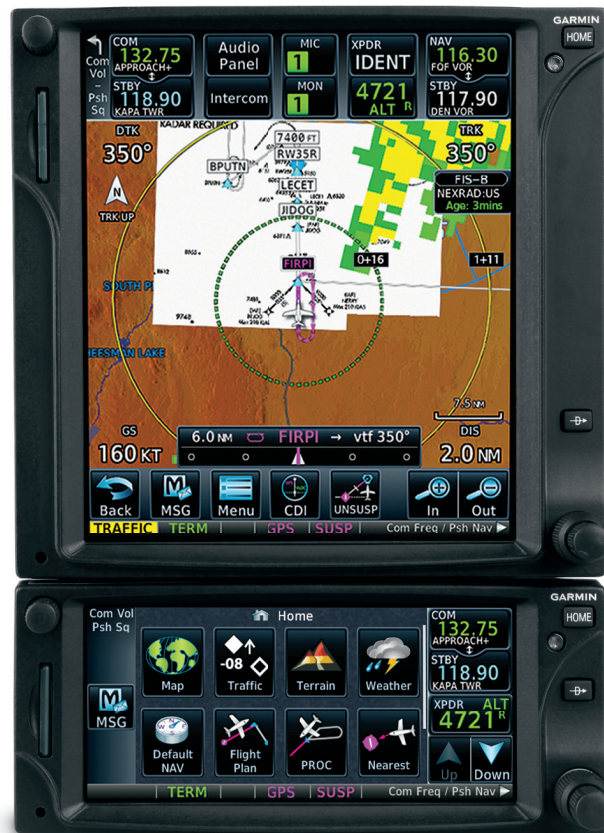 GARMIN
HOME
COM
132.75
APPROACH+
STBY
118.90
KAPA TWR
Com
Vol
–
Psh
Sq
Audio
Panel
Intercom
MIC
1
MON
1
XPDR
IDENT
4721
ALT R
NAV
116.30
FQF VOR
STBY
117.90
DEN VOR
DTK
350°
RADAR REQUIRED
TRK
350°
N
TRK UP
7400 FT
RW35R
BPUTN
LECET
JIDOG
FIRPI
FIS-B
NEXRAD:US
Age: 3mins
0+16
1+11
SOUTH P
EESMAN LAKE
9748
7.5 NM
GS
160 KT
6.0 NM FIRPI → vtf 350°
DIS
2.0 NM
Back
MSG
Menu
CDI
UNSUSP
In
Out
TRAFFIC TERM GPS SUSP Com Freq / Psh Nav
GARMIN
HOME
Com Vol
Psh Sq
MSG
Home
Map
-08
Traffic
Terrain
Weather
Default
NAV
Flight
Plan
PROC
Nearest
COM
132.75
APPROACH+
STBY
118.90
KAPA TWR
XPDR ALT
4721 R
Up
Down
TERM GPS SUSP Com Freq / Psh Nav